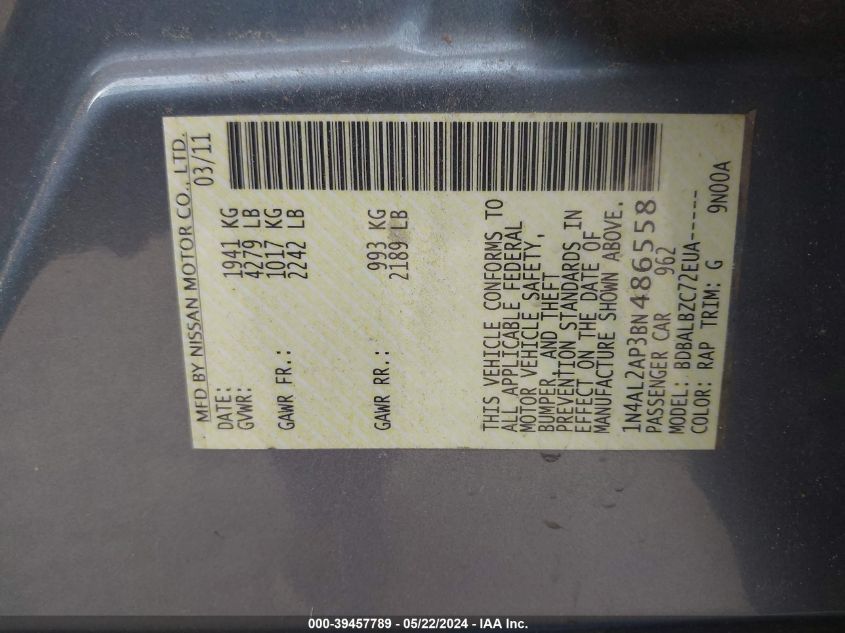 MFD BY NISSAN MOTOR CO., LTD.
DATE: 03/11
GVWR: 1941 KG
4279 LB
GAWR FR.: 1017 KG
2242 LB
GAWR RR.: 993 KG
2189 LB
THIS VEHICLE CONFORMS TO
ALL APPLICABLE FEDERAL
MOTOR VEHICLE SAFETY,
BUMPER, AND THEFT
PREVENTION STANDARDS IN
EFFECT ON THE DATE OF
MANUFACTURE SHOWN ABOVE.
1N4AL2AP3BN486558
PASSENGER CAR 962
MODEL: BDBALBZC72EUA-----
COLOR: RAP TRIM: G 9N00A
000-39457789 - 05/22/2024 - IAA Inc.